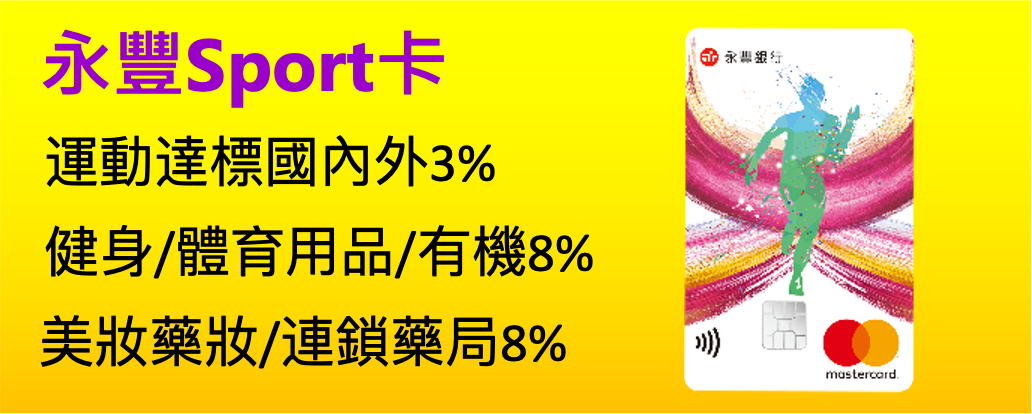 永豐Sport卡
運動達標國內外3%
健身/體育用品/有機8%
美妝藥妝/連鎖藥局8%
永豐銀行
mastercard.